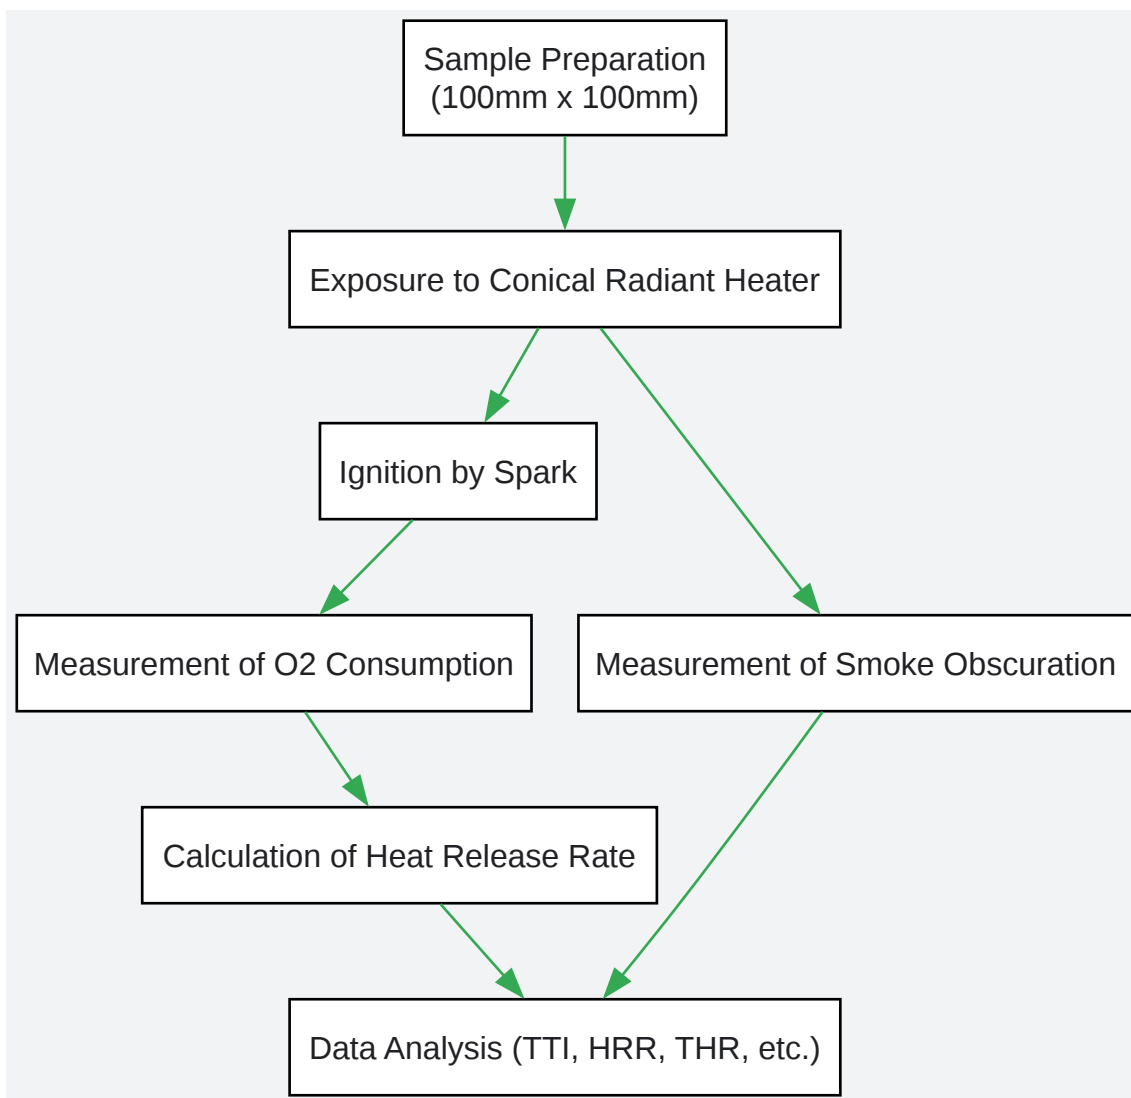 Sample Preparation
(100mm x 100mm)
Exposure to Conical Radiant Heater
Ignition by Spark
Measurement of O2 Consumption
Measurement of Smoke Obscuration
Calculation of Heat Release Rate
Data Analysis (TTI, HRR, THR, etc.)